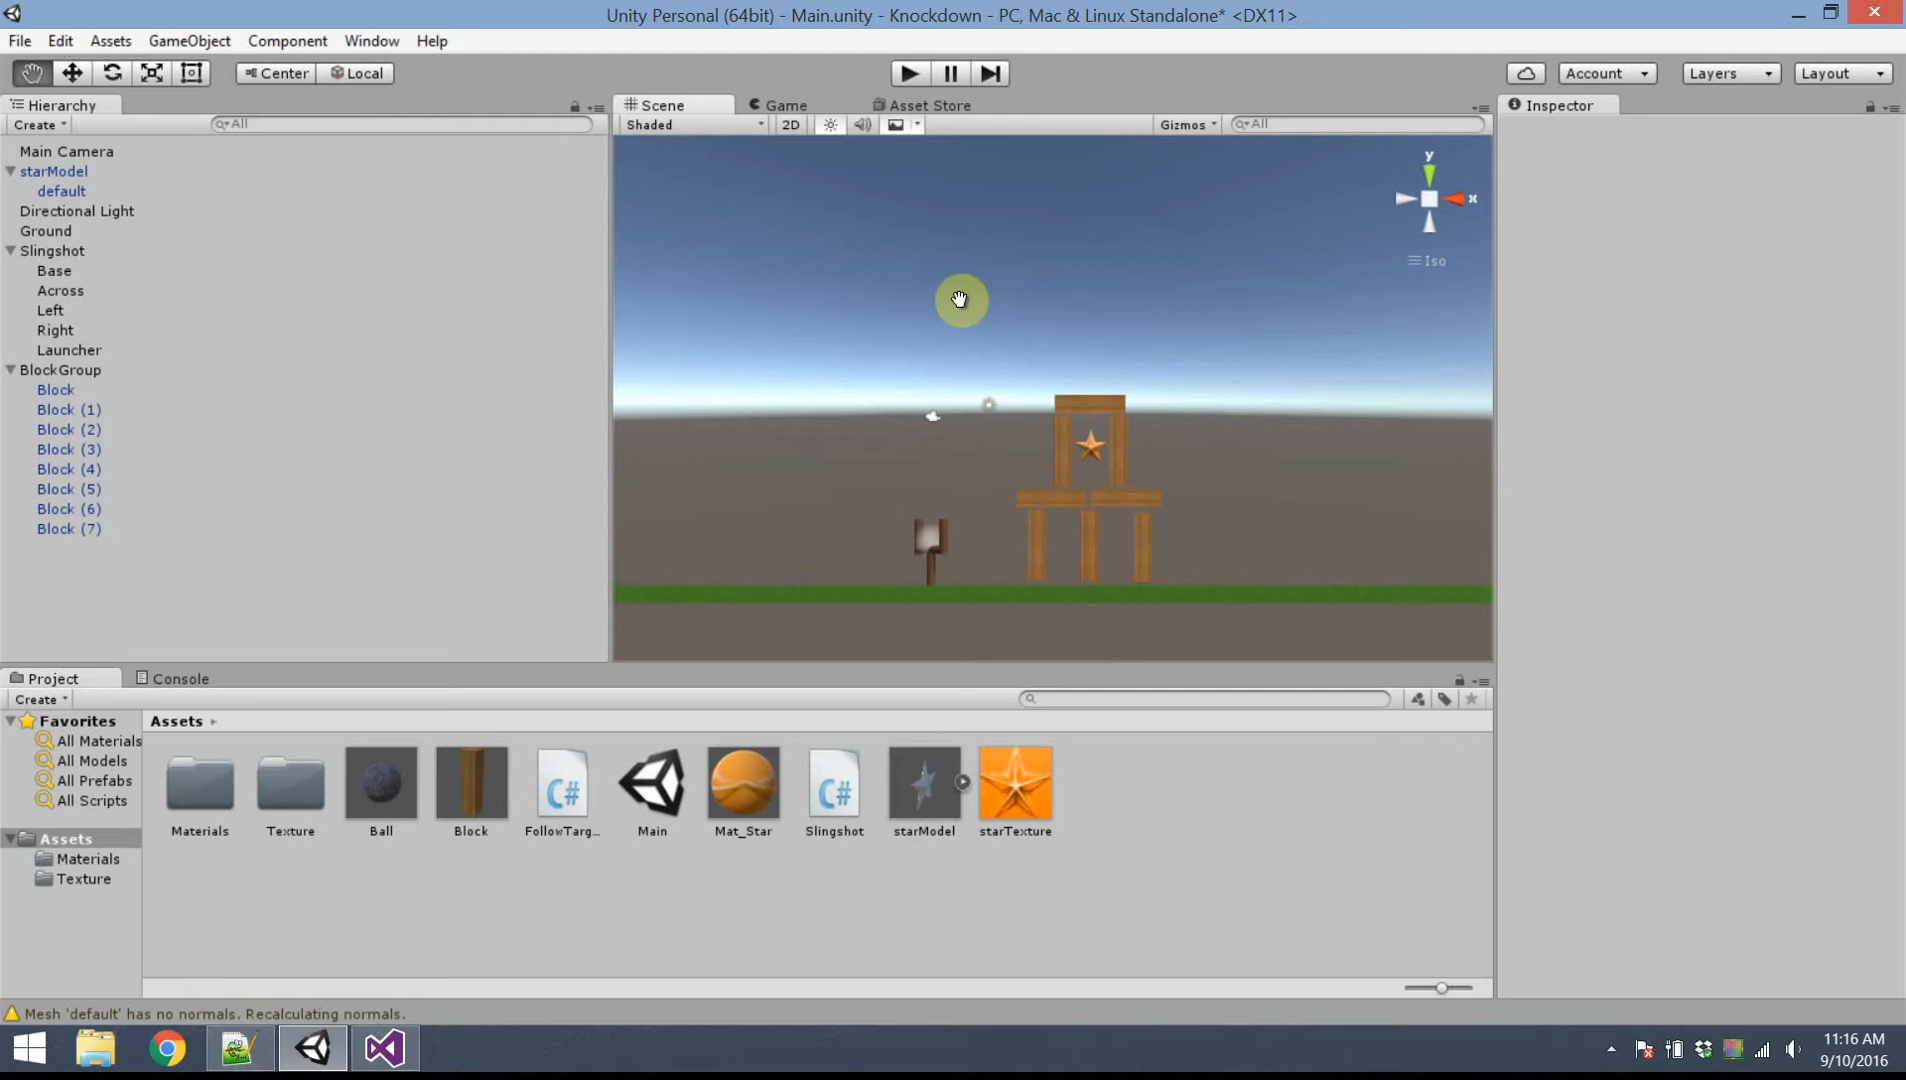 Unity Personal (64bit) - Main.unity - Knockdown - PC, Mac & Linux Standalone* <DX11>
File Edit Assets GameObject Component Window Help
Center Local Account Layers Layout
Hierarchy
Create All
Main Camera
starModel
default
Directional Light
Ground
Slingshot
Base
Across
Left
Right
Launcher
BlockGroup
Block
Block (1)
Block (2)
Block (3)
Block (4)
Block (5)
Block (6)
Block (7)
Scene Game Asset Store
Shaded 2D Gizmos All
y
x
Iso
Inspector
Project Console
Create
Favorites
All Materials
All Models
All Prefabs
All Scripts
Assets
Materials
Texture
Assets
Materials Texture Ball Block FollowTarg... Main Mat_Star Slingshot starModel starTexture
C# C#
Mesh 'default' has no normals. Recalculating normals.
11:16 AM
9/10/2016